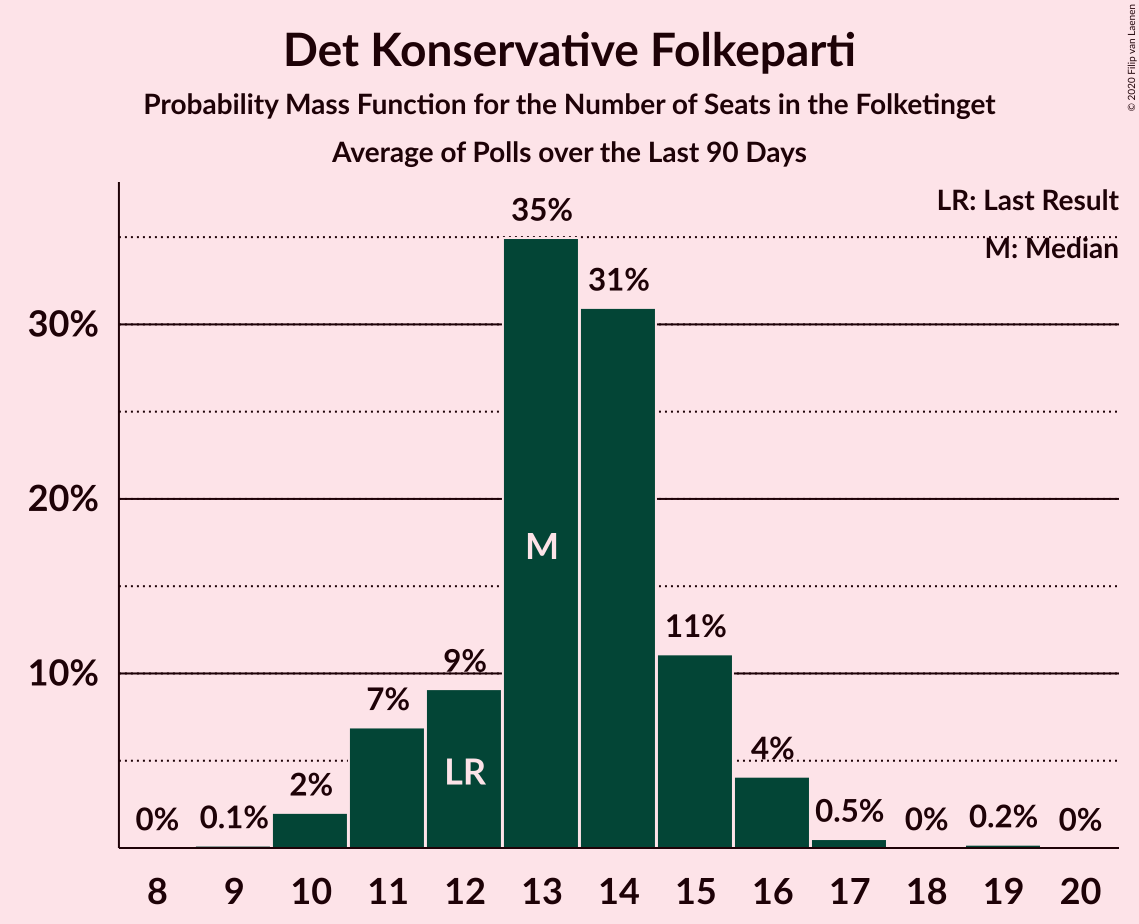 Det Konservative Folkeparti
Probability Mass Function for the Number of Seats in the Folketinget
Average of Polls over the Last 90 Days
© 2020 Filip van Laenen
LR: Last Result
M: Median
35%
31%
30%
20%
M
11%
10%
9%
7%
4%
LR
2%
0%
0.1%
0.5%
0%
0.2%
0%
8 9 10 11 12 13 14 15 16 17 18 19 20